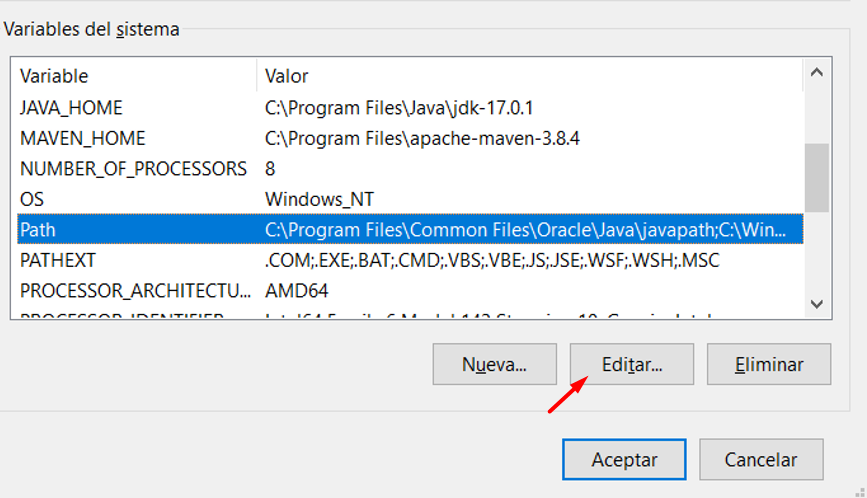 Variables del sistema
Variable Valor
JAVA_HOME C:\Program Files\Java\jdk-17.0.1
MAVEN_HOME C:\Program Files\apache-maven-3.8.4
NUMBER_OF_PROCESSORS 8
OS Windows_NT
Path C:\Program Files\Common Files\Oracle\Java\javapath;C:\Win...
PATHEXT .COM;.EXE;.BAT;.CMD;.VBS;.VBE;.JS;.JSE;.WSF;.WSH;.MSC
PROCESSOR_ARCHITECTU... AMD64
PROCESSOR_IDENTIFIER
Nueva... Editar... Eliminar
Aceptar Cancelar